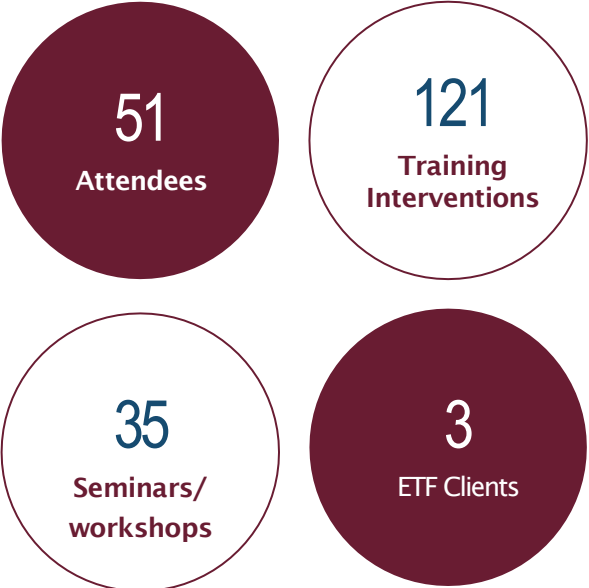 51
Attendees
121
Training
Interventions
35
Seminars/
workshops
3
ETF Clients